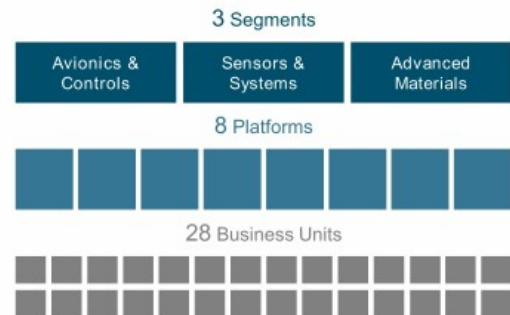 3 Segments
Avionics & Controls
Sensors & Systems
Advanced Materials
8 Platforms
28 Business Units